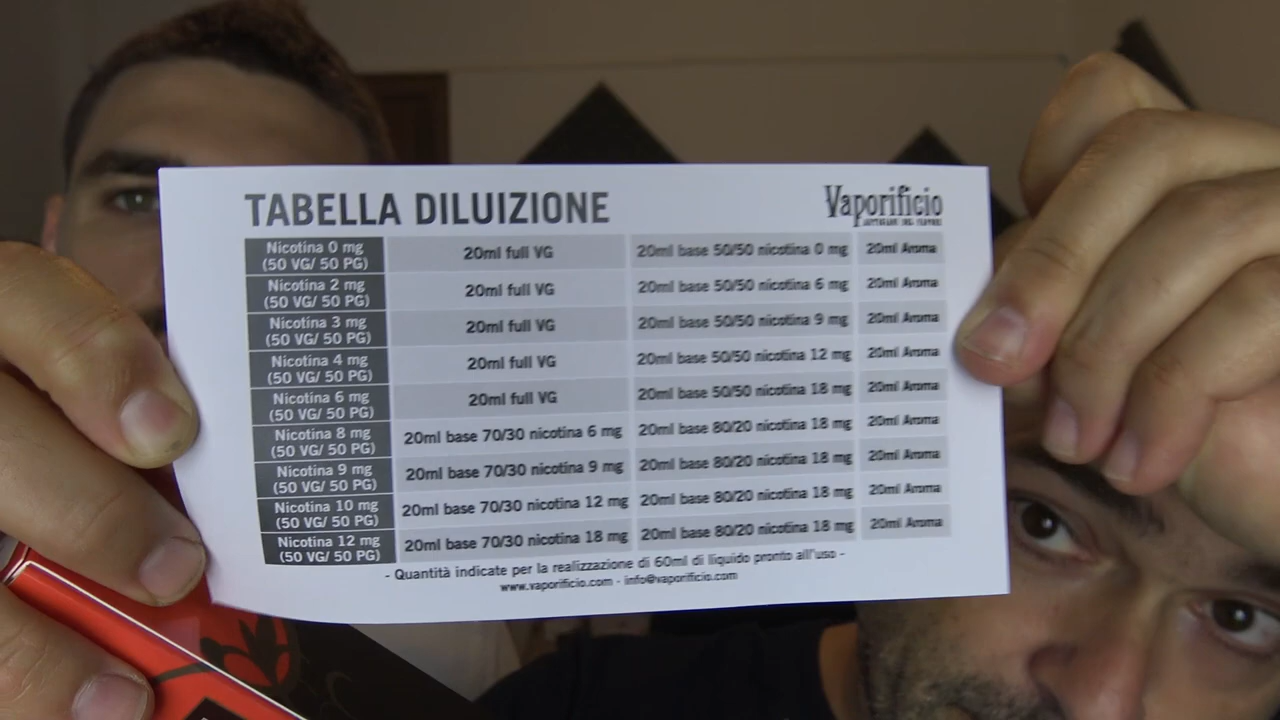 TABELLA DILUIZIONE
Vaporificio
Nicotina 0 mg
(50 VG/ 50 PG)
20ml full VG
20ml base 50/50 nicotina 0 mg
20ml Aroma
Nicotina 2 mg
(50 VG/ 50 PG)
20ml full VG
20ml base 50/50 nicotina 6 mg
20ml Aroma
Nicotina 3 mg
(50 VG/ 50 PG)
20ml full VG
20ml base 50/50 nicotina 9 mg
20ml Aroma
Nicotina 4 mg
(50 VG/ 50 PG)
20ml full VG
20ml base 50/50 nicotina 12 mg
20ml Aroma
Nicotina 6 mg
(50 VG/ 50 PG)
20ml full VG
20ml base 50/50 nicotina 18 mg
20ml Aroma
Nicotina 8 mg
(50 VG/ 50 PG)
20ml base 70/30 nicotina 6 mg
20ml base 80/20 nicotina 18 mg
20ml Aroma
Nicotina 9 mg
(50 VG/ 50 PG)
20ml base 70/30 nicotina 9 mg
20ml base 80/20 nicotina 18 mg
20ml Aroma
Nicotina 10 mg
(50 VG/ 50 PG)
20ml base 70/30 nicotina 12 mg
20ml base 80/20 nicotina 18 mg
20ml Aroma
Nicotina 12 mg
(50 VG/ 50 PG)
20ml base 70/30 nicotina 18 mg
20ml base 80/20 nicotina 18 mg
20ml Aroma
- Quantità indicate per la realizzazione di 60ml di liquido pronto all'uso -
www.vaporificio.com - info@vaporificio.com